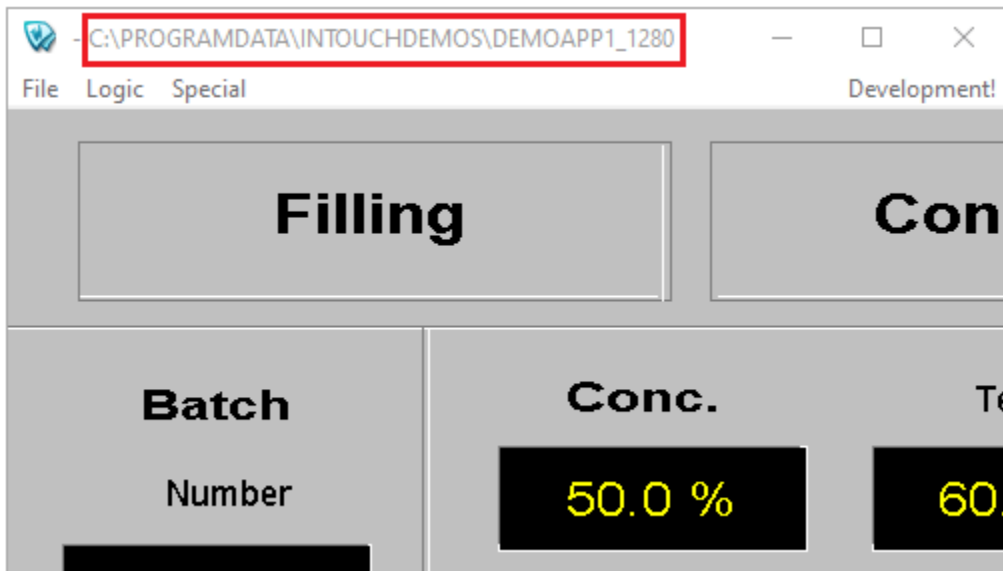 - C:\PROGRAMDATA\INTOUCHDEMOS\DEMOAPP1_1280
File Logic Special Development!
Filling
Batch
Number
Conc.
50.0 %